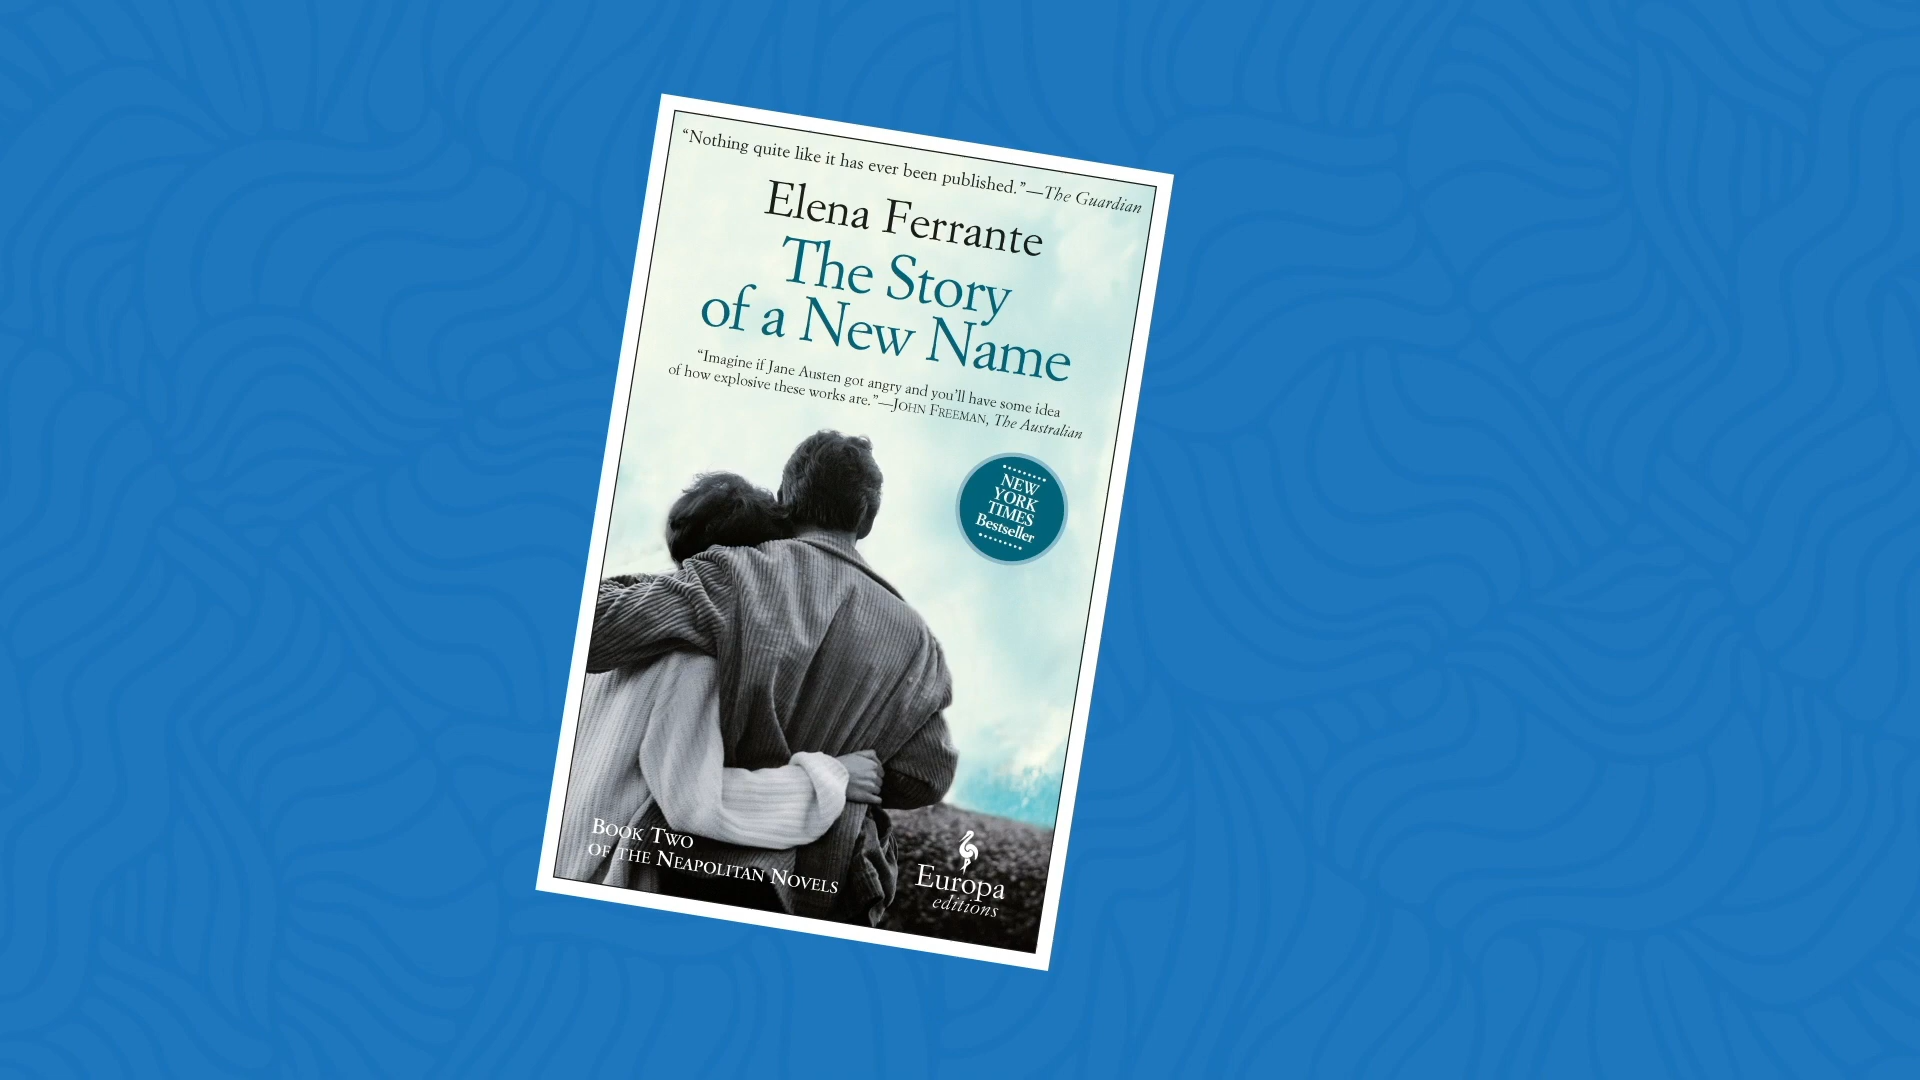 “Nothing quite like it has ever been published.”—The Guardian
Elena Ferrante
The Story
of a New Name
“Imagine if Jane Austen got angry and you’ll have some idea
of how explosive these works are.”—JOHN FREEMAN, The Australian
NEW
YORK
TIMES
Bestseller
BOOK TWO
OF THE NEAPOLITAN NOVELS
Europa
editions